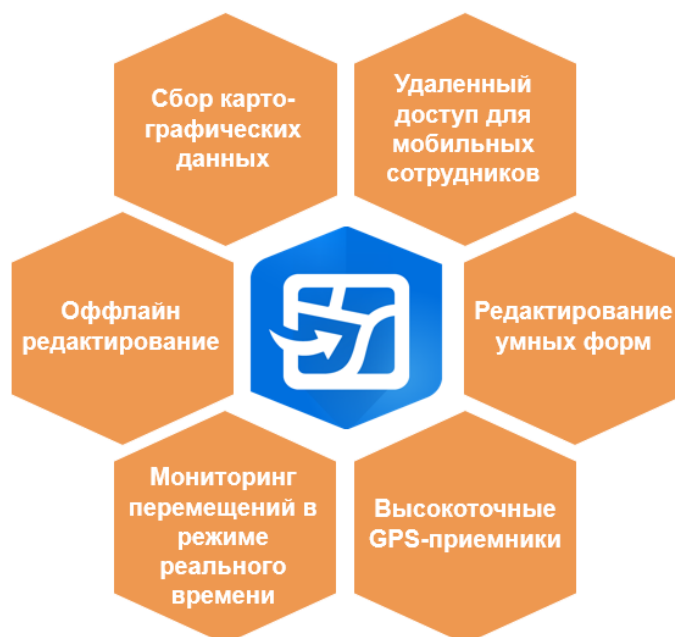 Сбор карто-
графических
данных
Удаленный
доступ для
мобильных
сотрудников
Оффлайн
редактирование
Редактирование
умных форм
Мониторинг
перемещений в
режиме
реального
времени
Высокоточные
GPS-приемники